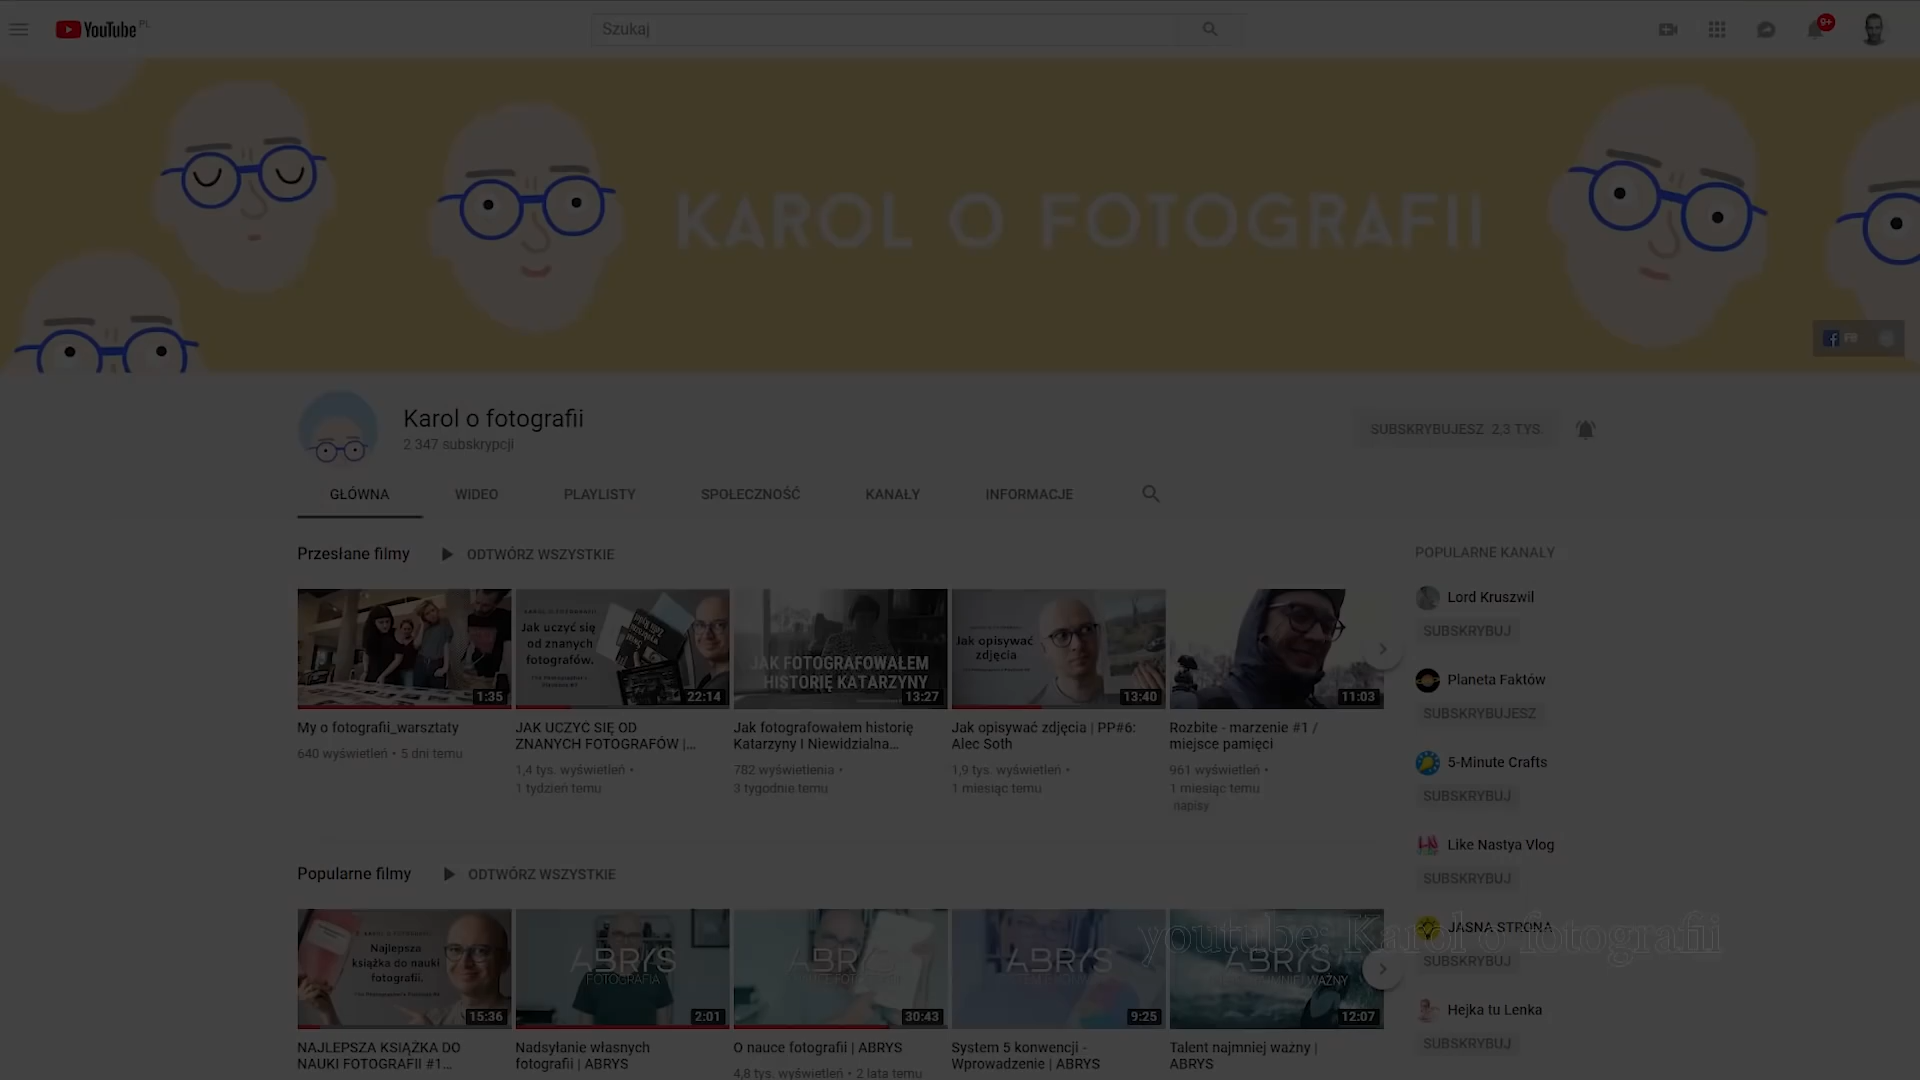 YouTube PL
Szukaj
9+
KAROL O FOTOGRAFII
FB
Karol o fotografii
2 347 subskrypcji
SUBSKRYBUJESZ 2,3 TYS.
GŁÓWNA WIDEO PLAYLISTY SPOŁECZNOŚĆ KANAŁY INFORMACJE
Przesłane filmy ODTWÓRZ WSZYSTKIE
1:35
My o fotografii_warsztaty
640 wyświetleń • 5 dni temu
KAROL O FOTOGRAFII
Jak uczyć się
od znanych
fotografów.
22:14
JAK UCZYĆ SIĘ OD
ZNANYCH FOTOGRAFÓW |...
1,4 tys. wyświetleń •
1 tydzień temu
JAK FOTOGRAFOWAŁEM
HISTORIĘ KATARZYNY
13:27
Jak fotografowałem historię
Katarzyny I Niewidzialna...
782 wyświetlenia •
3 tygodnie temu
Jak opisywać
zdjęcia
13:40
Jak opisywać zdjęcia | PP#6:
Alec Soth
1,9 tys. wyświetleń •
1 miesiąc temu
11:03
Rozbite - marzenie #1 /
miejsce pamięci
961 wyświetleń •
1 miesiąc temu
napisy
Popularne filmy ODTWÓRZ WSZYSTKIE
Najlepsza
książka do nauki
fotografii.
15:36
NAJLEPSZA KSIĄŻKA DO
NAUKI FOTOGRAFII #1...
ABRYS
FOTOGRAFIA
2:01
Nadsyłanie własnych
fotografii | ABRYS
30:43
O nauce fotografii | ABRYS
4,8 tys. wyświetleń • 2 lata temu
ABRYS
9:25
System 5 konwencji -
Wprowadzenie | ABRYS
ABRYS
12:07
Talent najmniej ważny |
ABRYS
POPULARNE KANAŁY
Lord Kruszwil
SUBSKRYBUJ
Planeta Faktów
SUBSKRYBUJESZ
5-Minute Crafts
SUBSKRYBUJ
Like Nastya Vlog
SUBSKRYBUJ
JASNA STRONA
SUBSKRYBUJ
Hejka tu Lenka
SUBSKRYBUJ
youtube: Karol o fotografii